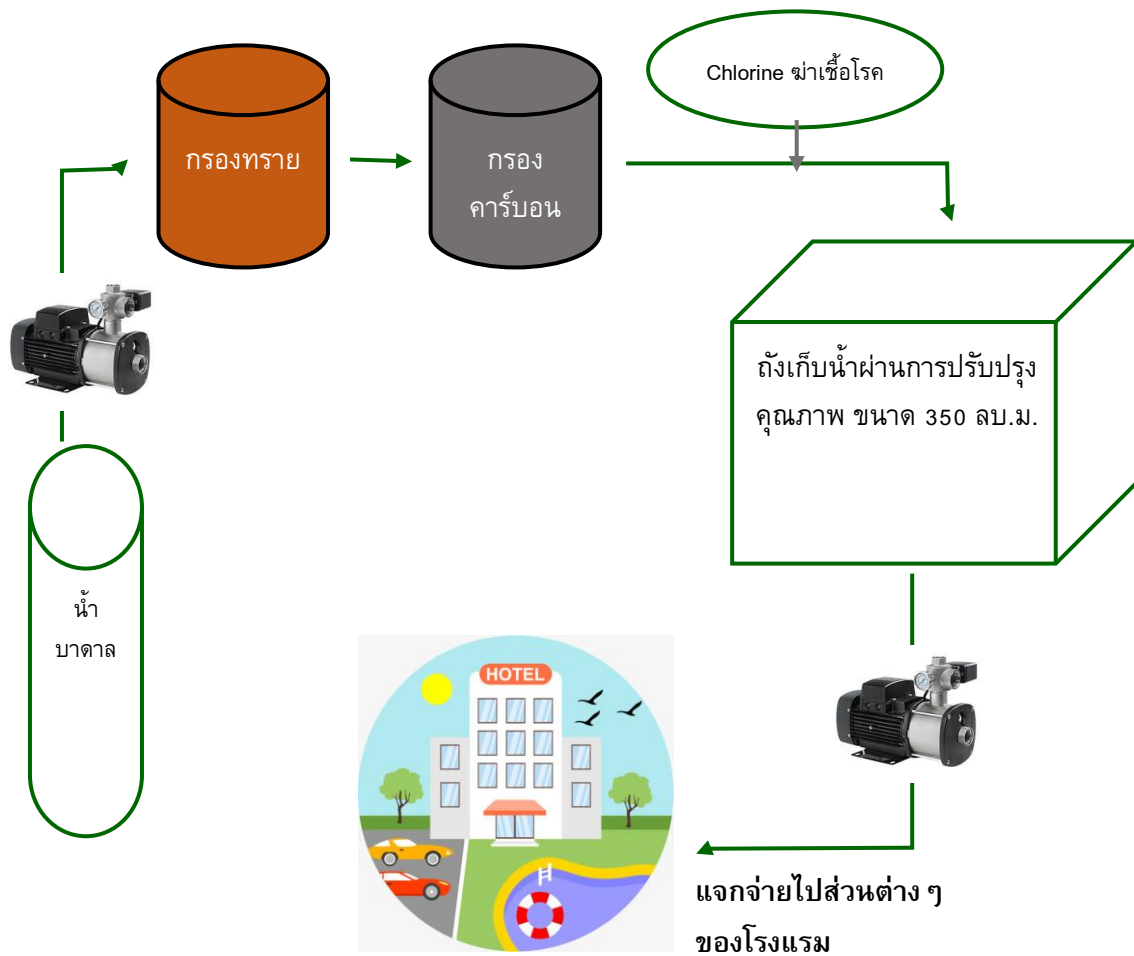 Chlorine ฆ่าเชื้อโรค
กรองทราย
กรอง
คาร์บอน
ถังเก็บน้ำผ่านการปรับปรุง
คุณภาพ ขนาด 350 ลบ.ม.
น้ำ
บาดาล
HOTEL
แจกจ่ายไปส่วนต่าง ๆ
ของโรงแรม